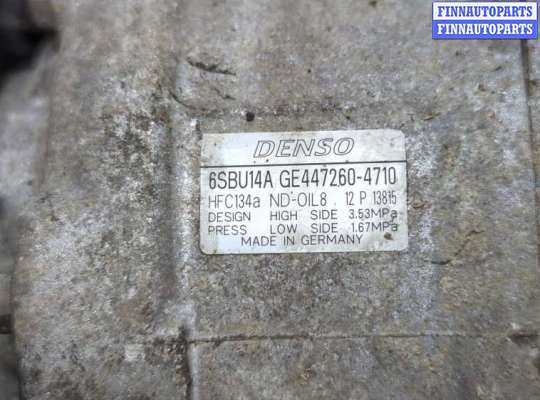 FINNAUTOPARTS
FINNAUTOPARTS
DENSO
6SBU14A GE447260-4710
HFC134a ND-OIL8 . 12 P 13815
DESIGN HIGH SIDE 3.53MPa
PRESS LOW SIDE 1.67MPa
MADE IN GERMANY